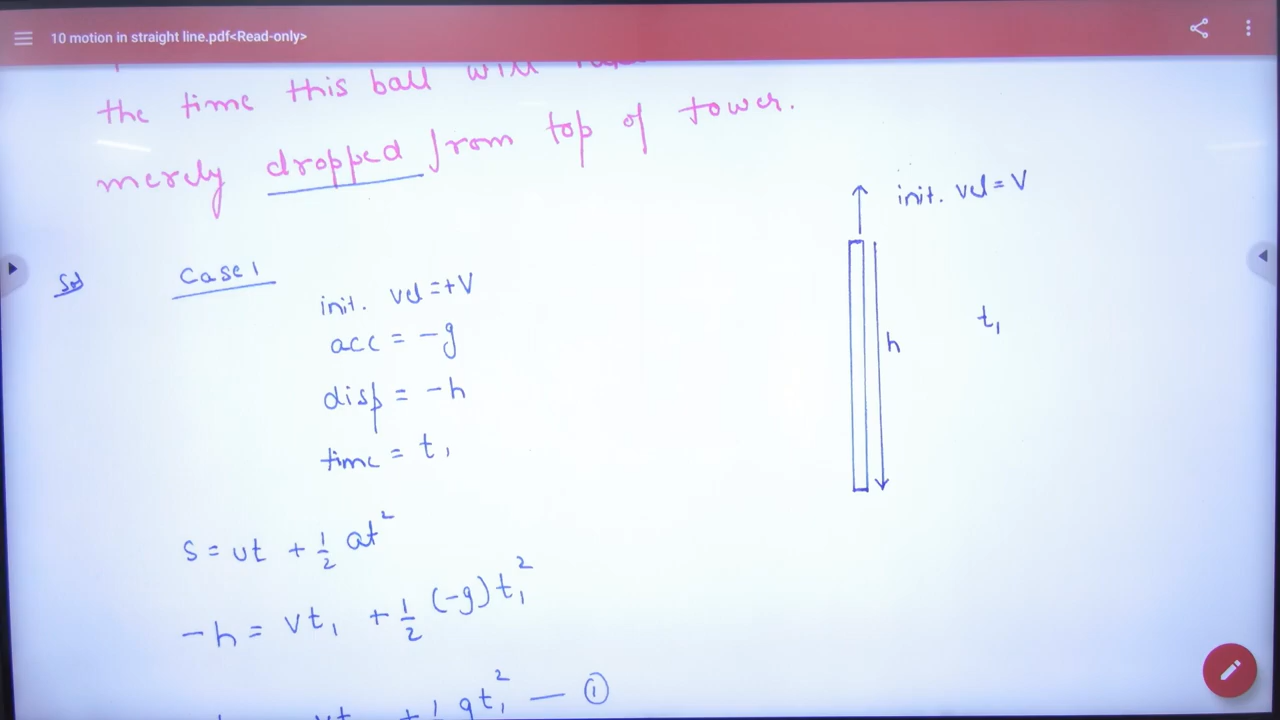 10 motion in straight line.pdf<Read-only>
the time this ball will
merely dropped from top of tower.
init. vel = V
Sol
Case 1
init. vel = +V
acc = -g
disp = -h
time = t₁
h
t₁
s = ut + 1/2 at²
-h = vt₁ + 1/2 (-g)t₁²
gt₁² — ①